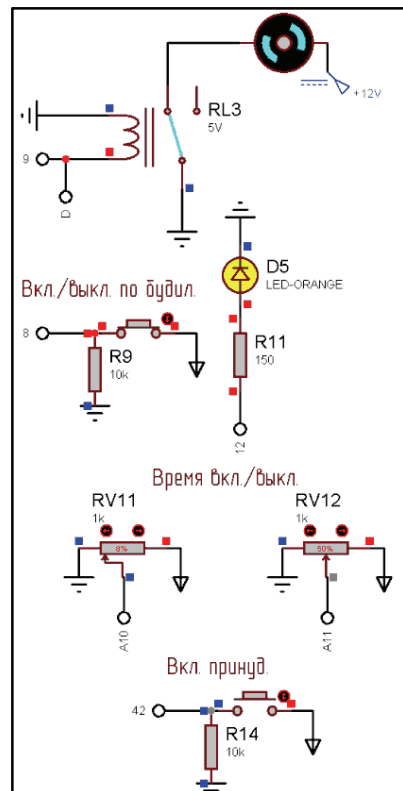 +12V
RL3
5V
9
D
D5
LED-ORANGE
Вкл./выкл. по будил.
8
R9
10k
R11
150
12
Время вкл./выкл.
RV11
1k
8%
RV12
1k
50%
A10
A11
Вкл. принуд.
42
R14
10k